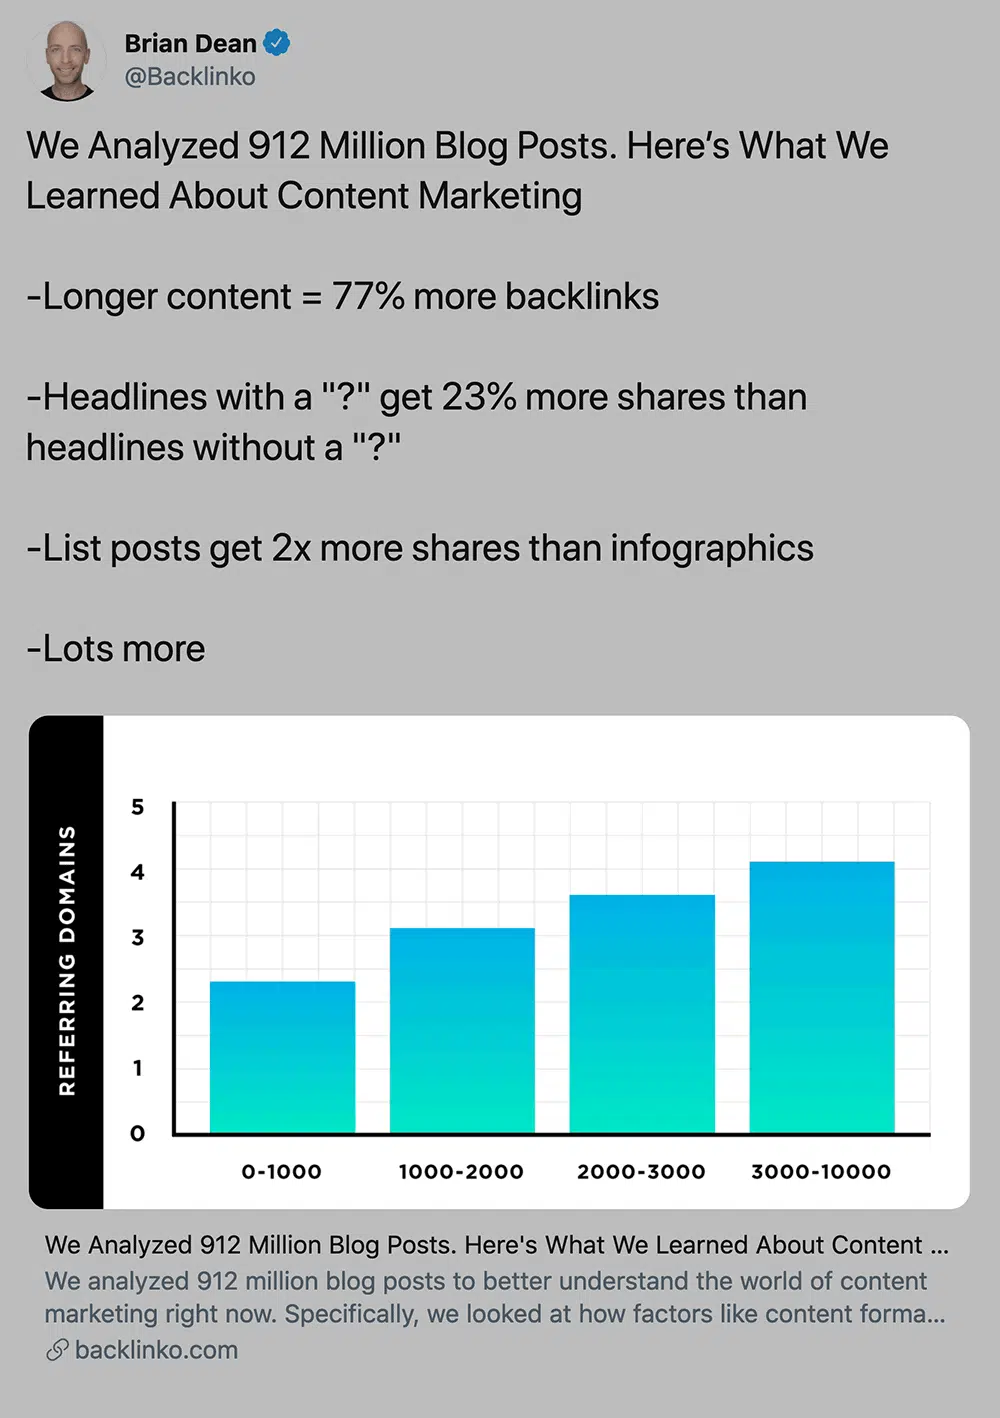 Brian Dean
@Backlinko
We Analyzed 912 Million Blog Posts. Here’s What We
Learned About Content Marketing
-Longer content = 77% more backlinks
-Headlines with a "?" get 23% more shares than
headlines without a "?"
-List posts get 2x more shares than infographics
-Lots more
REFERRING DOMAINS
5
4
3
2
1
0
0-1000 1000-2000 2000-3000 3000-10000
We Analyzed 912 Million Blog Posts. Here's What We Learned About Content ...
We analyzed 912 million blog posts to better understand the world of content
marketing right now. Specifically, we looked at how factors like content forma...
backlinko.com